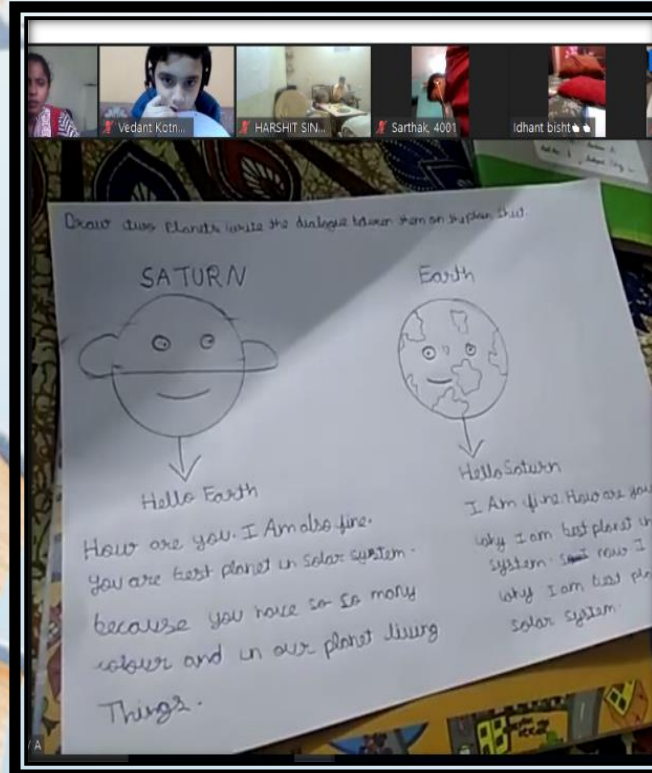 Vedant Kotn...
HARSHIT SIN...
Sarthak, 4001
Idhant bisht👍👍
Draw two Planets write the dialogue between them on the plan
SATURN
Earth
Hello Earth
How are you. I Am also fine.
you are best planet in Solar system.
because you have so so many
colour and in our planet living
Things.
Hello Saturn
I Am fine. How are you
why I am best planet in
system. now I
why I am best pla
solar system.